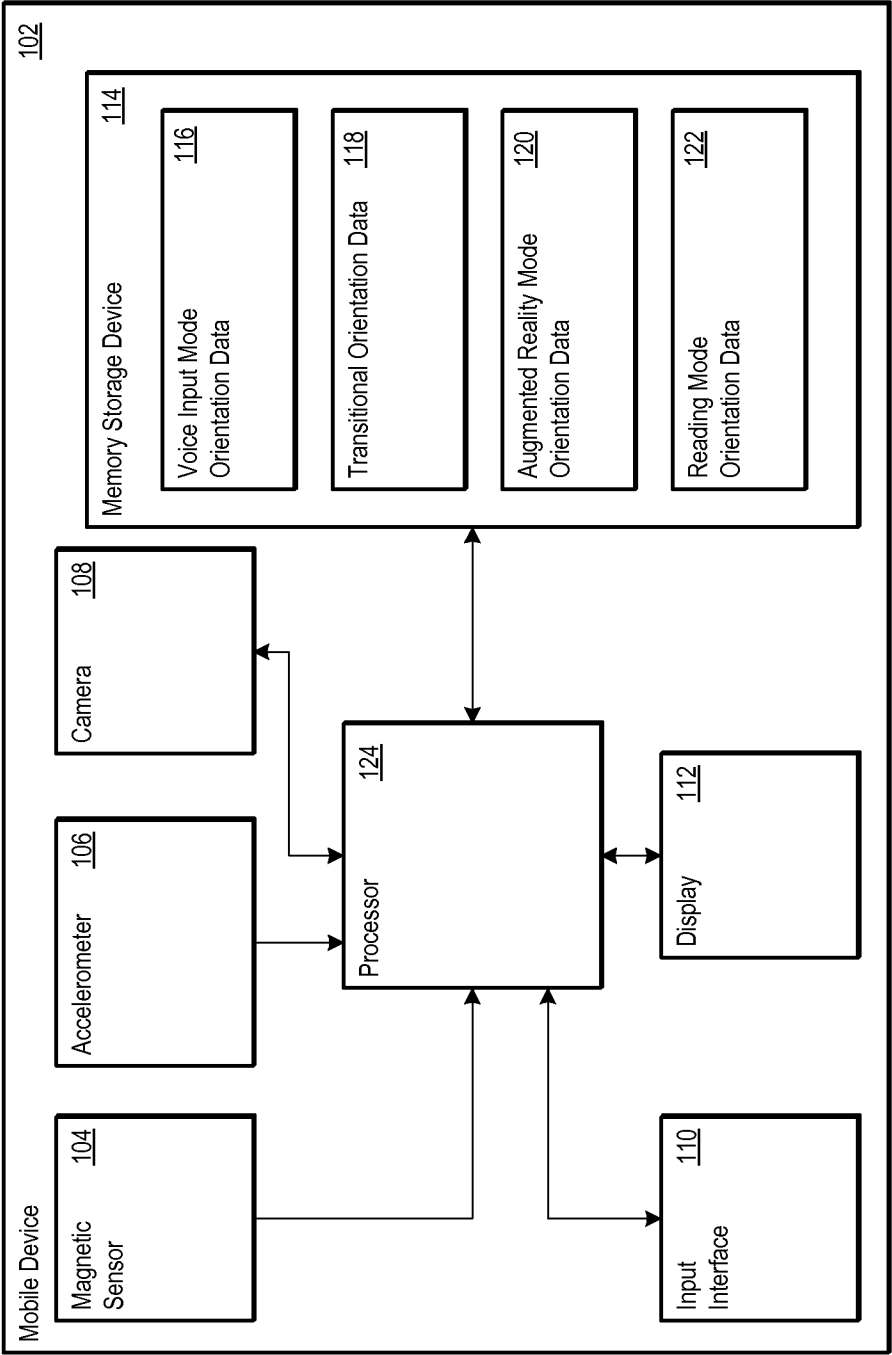 Mobile Device
102
Magnetic
Sensor
104
Accelerometer
106
Camera
108
Memory Storage Device
114
Voice Input Mode
Orientation Data
116
Transitional Orientation Data
118
Augmented Reality Mode
Orientation Data
120
Reading Mode
Orientation Data
122
Processor
124
Input
Interface
110
Display
112